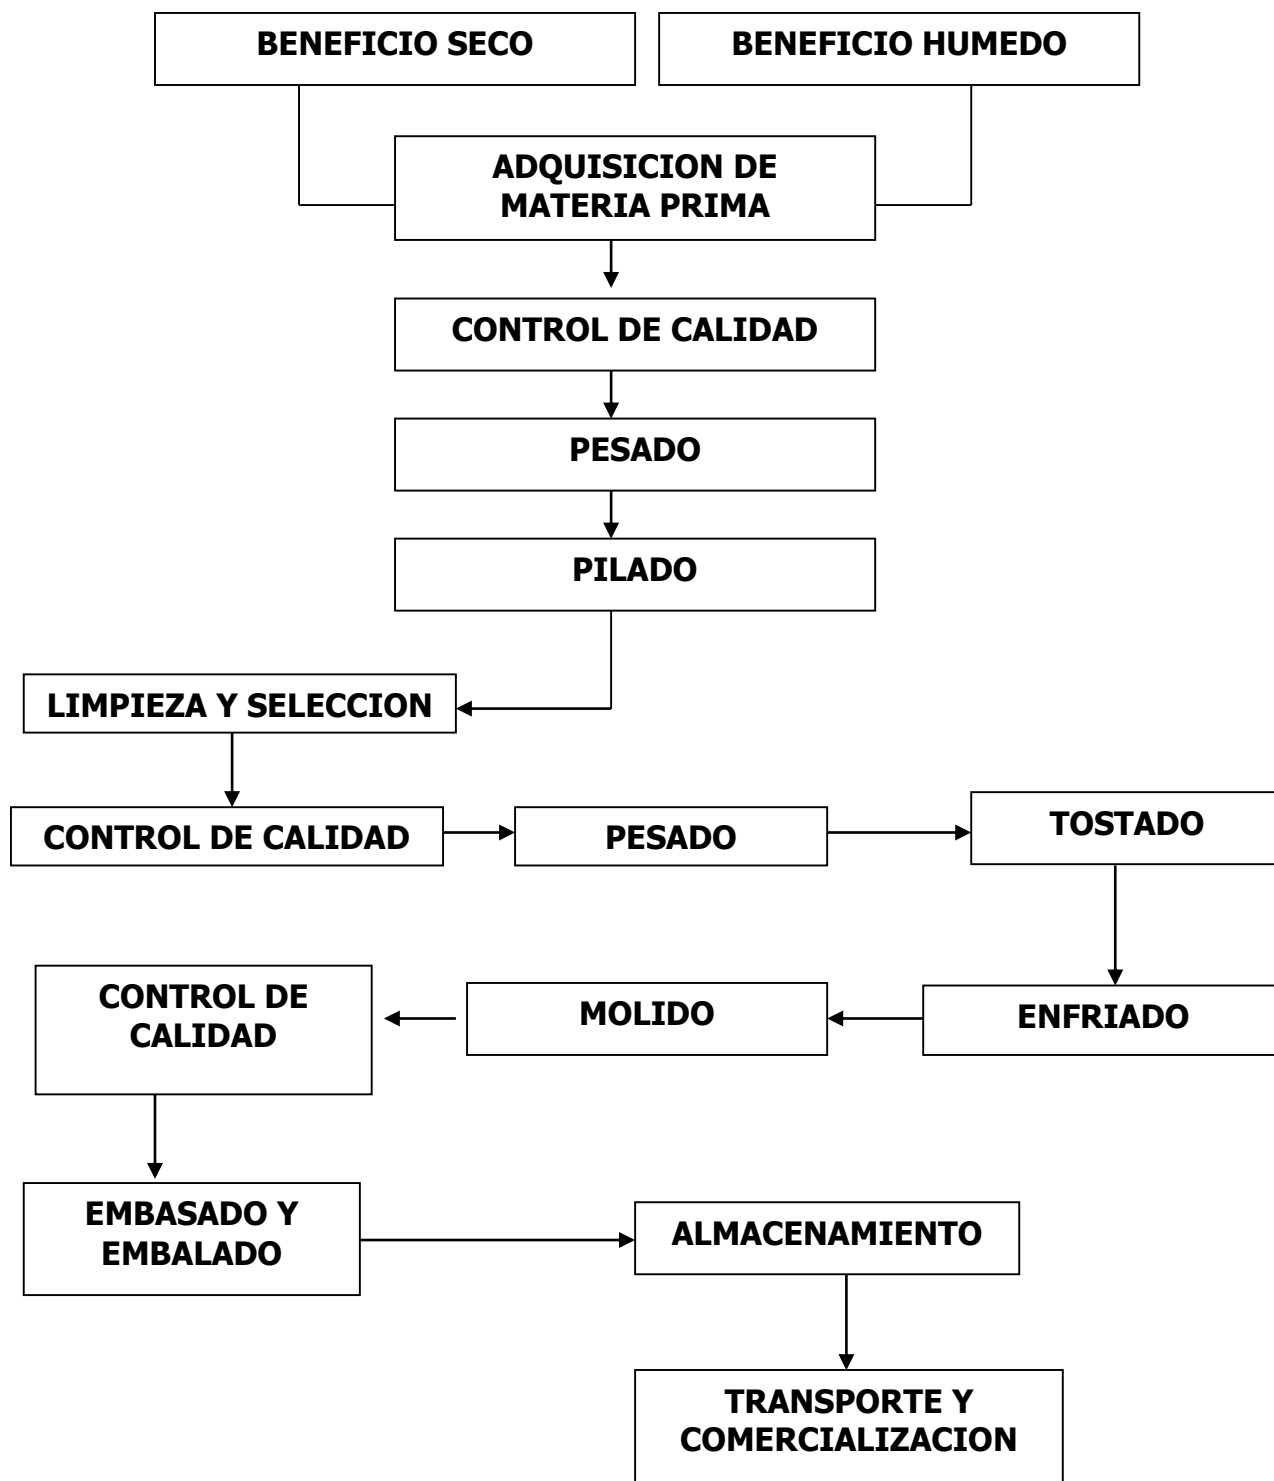 BENEFICIO SECO
BENEFICIO HUMEDO
ADQUISICION DE
MATERIA PRIMA
CONTROL DE CALIDAD
PESADO
PILADO
LIMPIEZA Y SELECCION
CONTROL DE CALIDAD
PESADO
TOSTADO
CONTROL DE
CALIDAD
MOLIDO
ENFRIADO
EMBASADO Y
EMBALADO
ALMACENAMIENTO
TRANSPORTE Y
COMERCIALIZACION